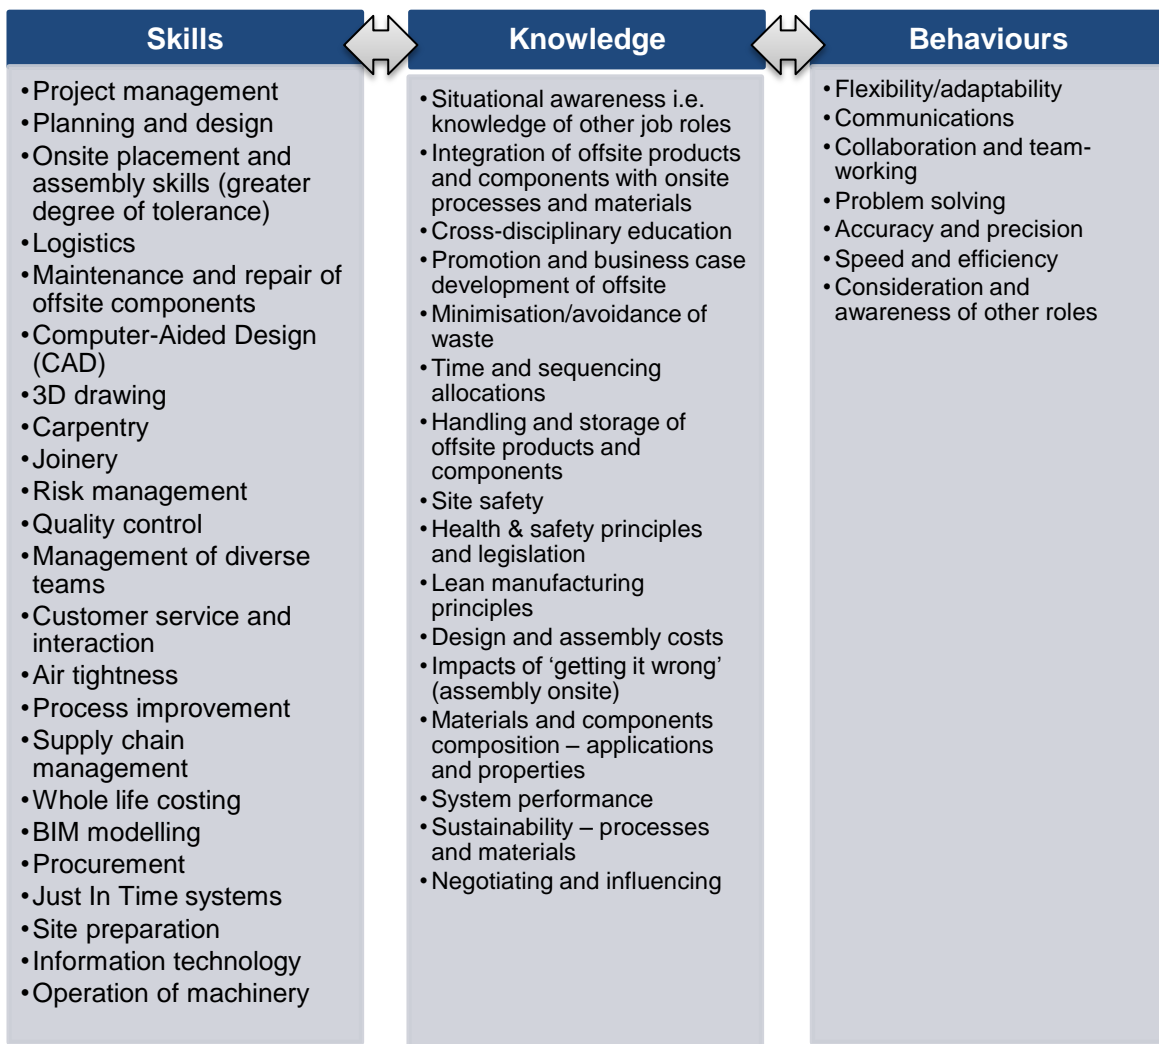 Skills
•Project management
•Planning and design
•Onsite placement and
assembly skills (greater
degree of tolerance)
•Logistics
•Maintenance and repair of
offsite components
•Computer-Aided Design
(CAD)
•3D drawing
•Carpentry
•Joinery
•Risk management
•Quality control
•Management of diverse
teams
•Customer service and
interaction
•Air tightness
•Process improvement
•Supply chain
management
•Whole life costing
•BIM modelling
•Procurement
•Just In Time systems
•Site preparation
•Information technology
•Operation of machinery
Knowledge
•Situational awareness i.e.
knowledge of other job roles
•Integration of offsite products
and components with onsite
processes and materials
•Cross-disciplinary education
•Promotion and business case
development of offsite
•Minimisation/avoidance of
waste
•Time and sequencing
allocations
•Handling and storage of
offsite products and
components
•Site safety
•Health & safety principles
and legislation
•Lean manufacturing
principles
•Design and assembly costs
•Impacts of ‘getting it wrong’
(assembly onsite)
•Materials and components
composition – applications
and properties
•System performance
•Sustainability – processes
and materials
•Negotiating and influencing
Behaviours
•Flexibility/adaptability
•Communications
•Collaboration and team-
working
•Problem solving
•Accuracy and precision
•Speed and efficiency
•Consideration and
awareness of other roles